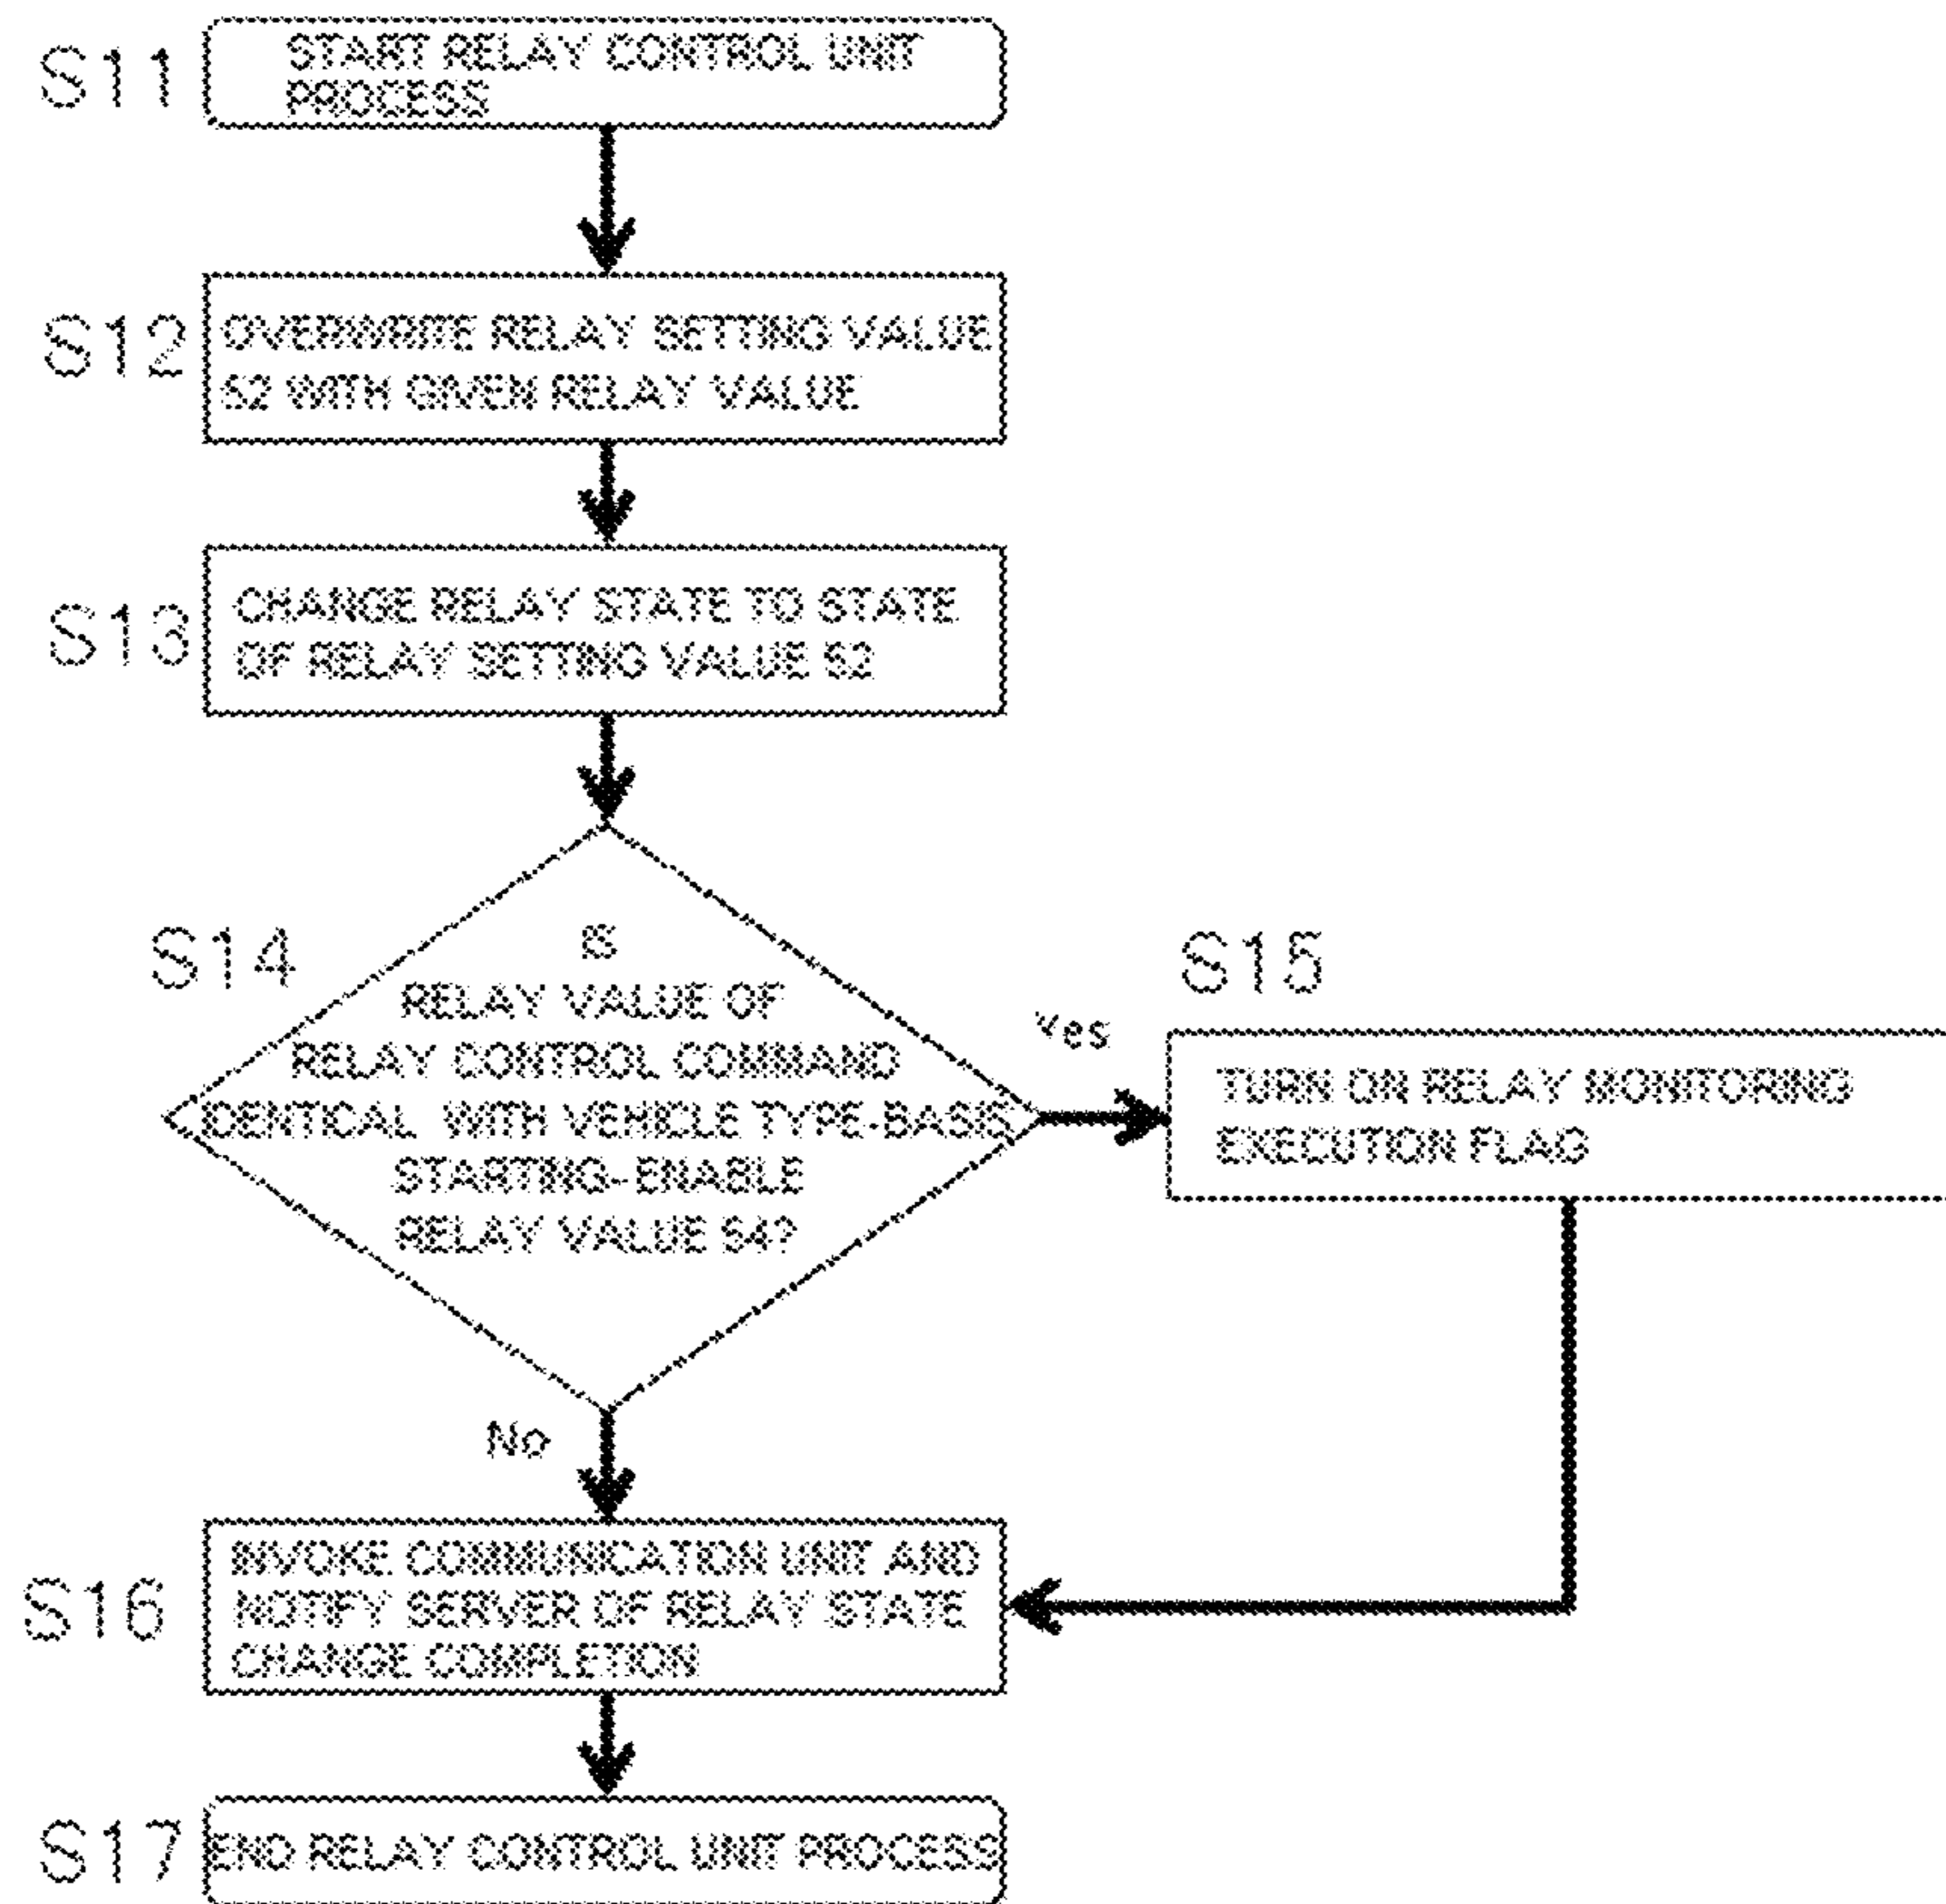 S11
START RELAY CONTROL UNIT
PROCESS
S12
OVERWRITE RELAY SETTING VALUE
52 WITH GIVEN RELAY VALUE
S13
CHANGE RELAY STATE TO STATE
OF RELAY SETTING VALUE 52
S14
IS
RELAY VALUE OF
RELAY CONTROL COMMAND
IDENTICAL WITH VEHICLE TYPE-BASIS
STARTING-ENABLE
RELAY VALUE 54?
Yes
S15
TURN ON RELAY MONITORING
EXECUTION FLAG
No
S16
INVOKE COMMUNICATION UNIT AND
NOTIFY SERVER OF RELAY STATE
CHANGE COMPLETION
S17
END RELAY CONTROL UNIT PROCESS